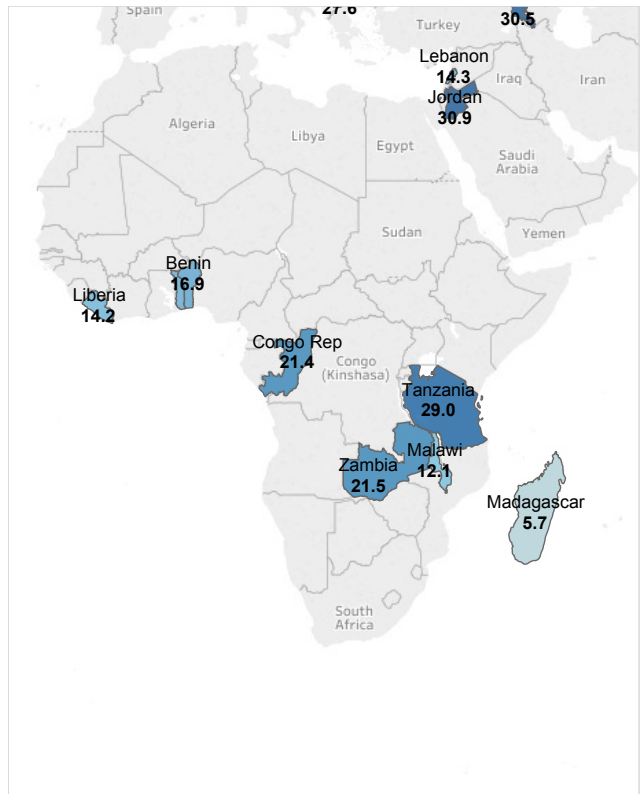 Spain
27.6
30.5
Turkey
Lebanon
14.3
Iraq
Iran
Jordan
30.9
Algeria
Libya
Egypt
Saudi
Arabia
Sudan
Yemen
Benin
16.9
Liberia
14.2
Congo Rep
21.4
Congo
(Kinshasa)
Tanzania
29.0
Malawi
12.1
Zambia
21.5
Madagascar
5.7
South
Africa